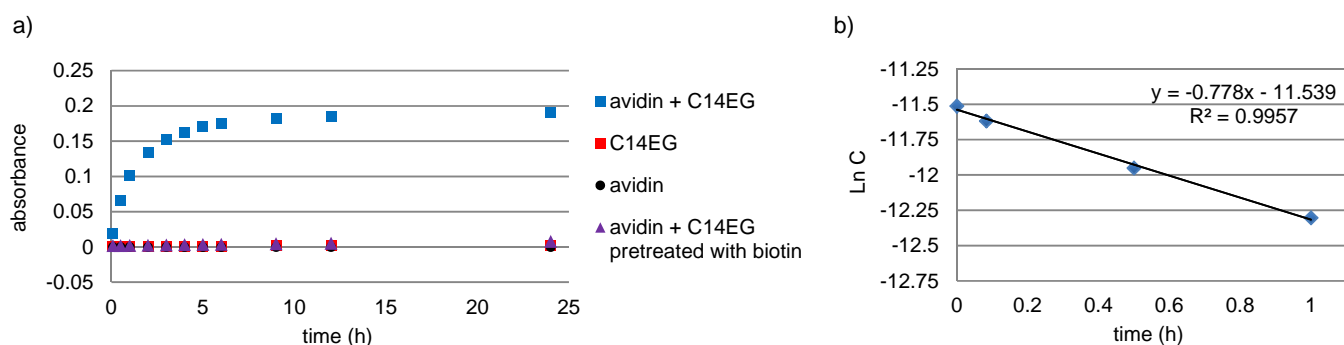 a)
0.25
0.2
0.15
0.1
0.05
0
-0.05
absorbance
0
5
10
15
20
25
time (h)
avidin + C14EG
C14EG
avidin
avidin + C14EG
pretreated with biotin
b)
-11.25
-11.5
-11.75
-12
-12.25
-12.5
-12.75
Ln C
y = -0.778x - 11.539
R² = 0.9957
0
0.2
0.4
0.6
0.8
1
time (h)